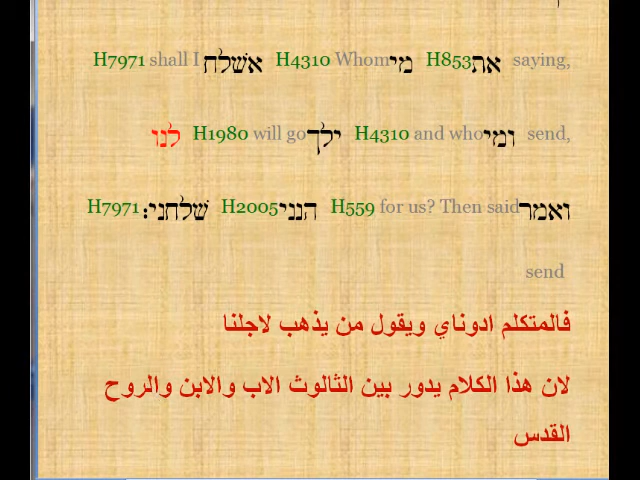 saying, את H853 מי Whom H4310 אשלח shall I H7971
send, ומי and who H4310 ילך will go H1980 לנו
ואמר for us? Then said H559 הנני H2005 שלחני׃ H7971
send
فالمتكلم ادوناي ويقول من يذهب لاجلنا
لان هذا الكلام يدور بين الثالوث الاب والابن والروح
القدس